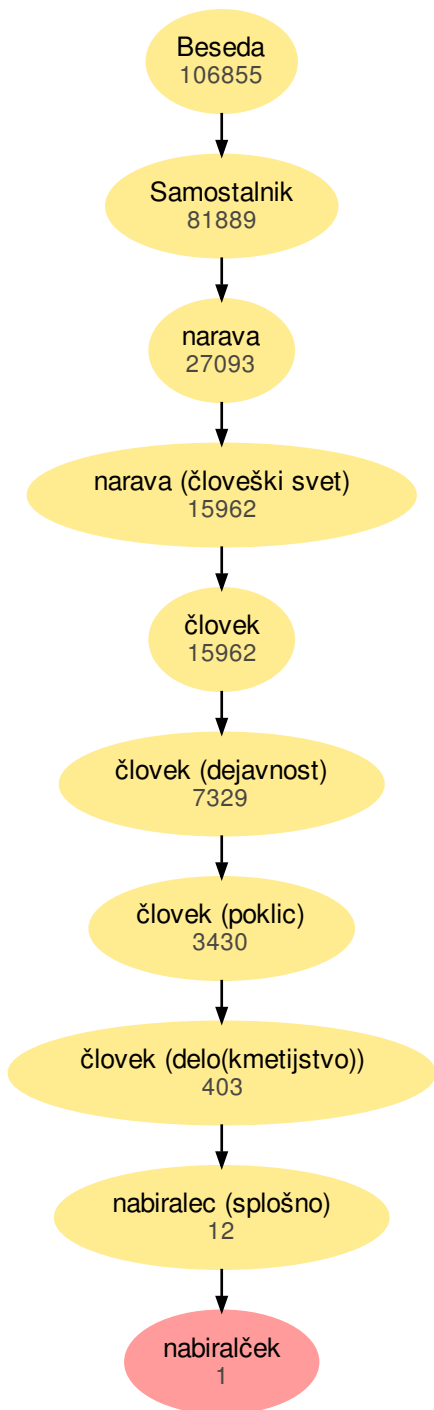 Beseda
106855
Samostalnik
81889
narava
27093
narava (človeški svet)
15962
človek
15962
človek (dejavnost)
7329
človek (poklic)
3430
človek (delo(kmetijstvo))
403
nabiralec (splošno)
12
nabiralček
1